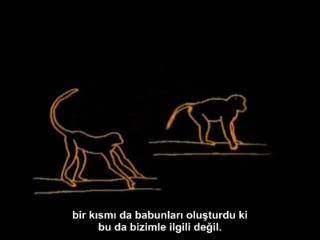 bir kısmı da babunları oluşturdu ki
bu da bizimle ilgili değil.